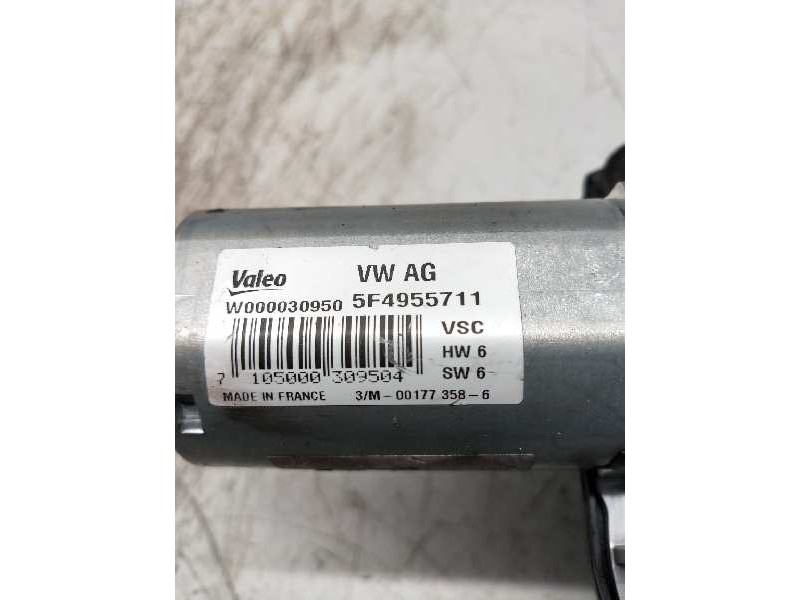 Valeo VW AG
W000030950 5F4955711
VSC
HW 6
SW 6
7 105000 309504
MADE IN FRANCE 3/M-00177 358-6